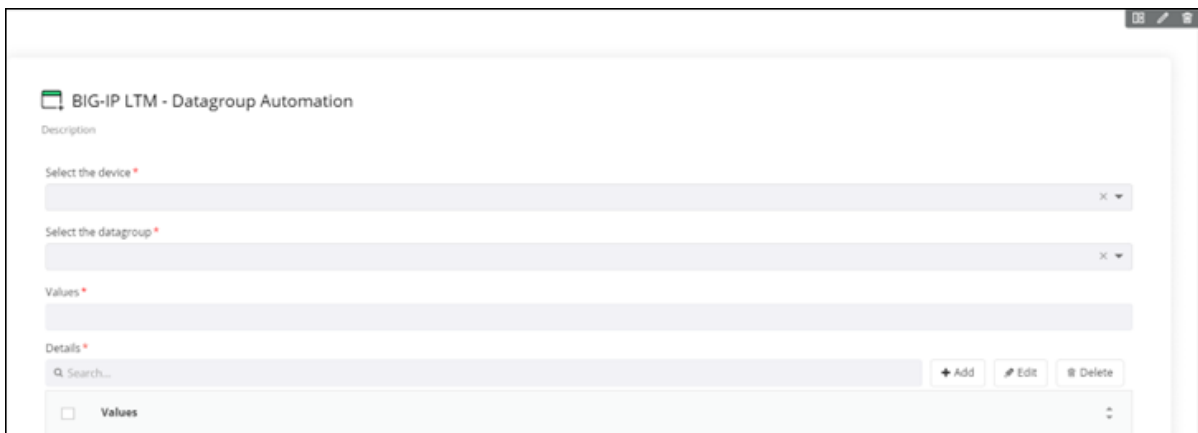 BIG-IP LTM - Datagroup Automation
Description
Select the device *
Select the datagroup *
Values *
Details *
Search... + Add Edit Delete
Values